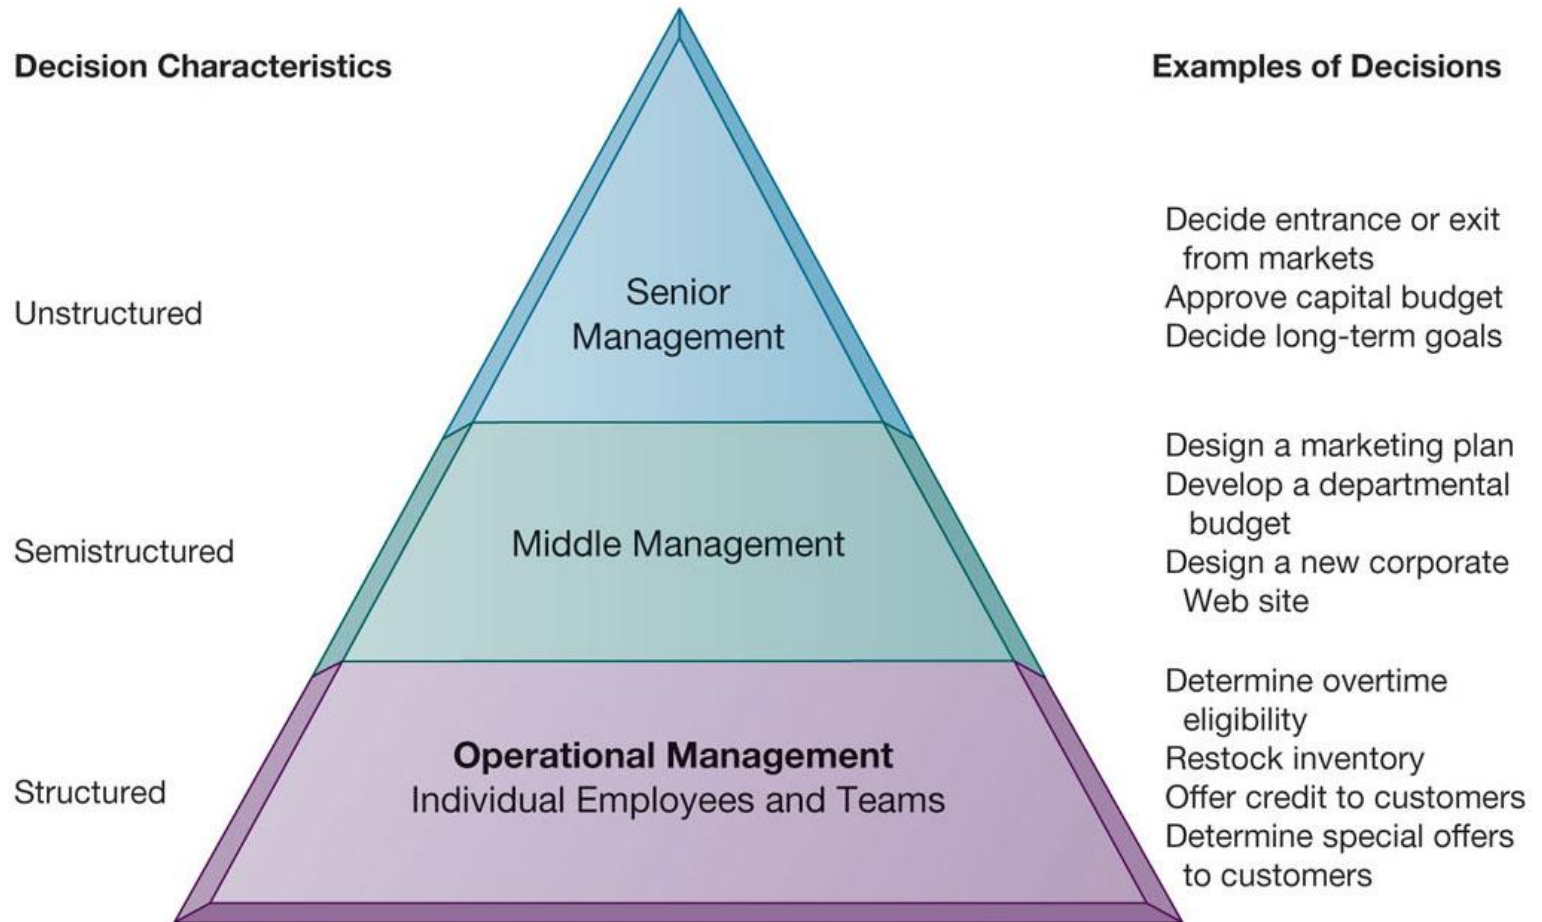 Decision Characteristics
Examples of Decisions
Unstructured
Senior
Management
Decide entrance or exit
from markets
Approve capital budget
Decide long-term goals
Semistructured
Middle Management
Design a marketing plan
Develop a departmental
budget
Design a new corporate
Web site
Structured
Operational Management
Individual Employees and Teams
Determine overtime
eligibility
Restock inventory
Offer credit to customers
Determine special offers
to customers